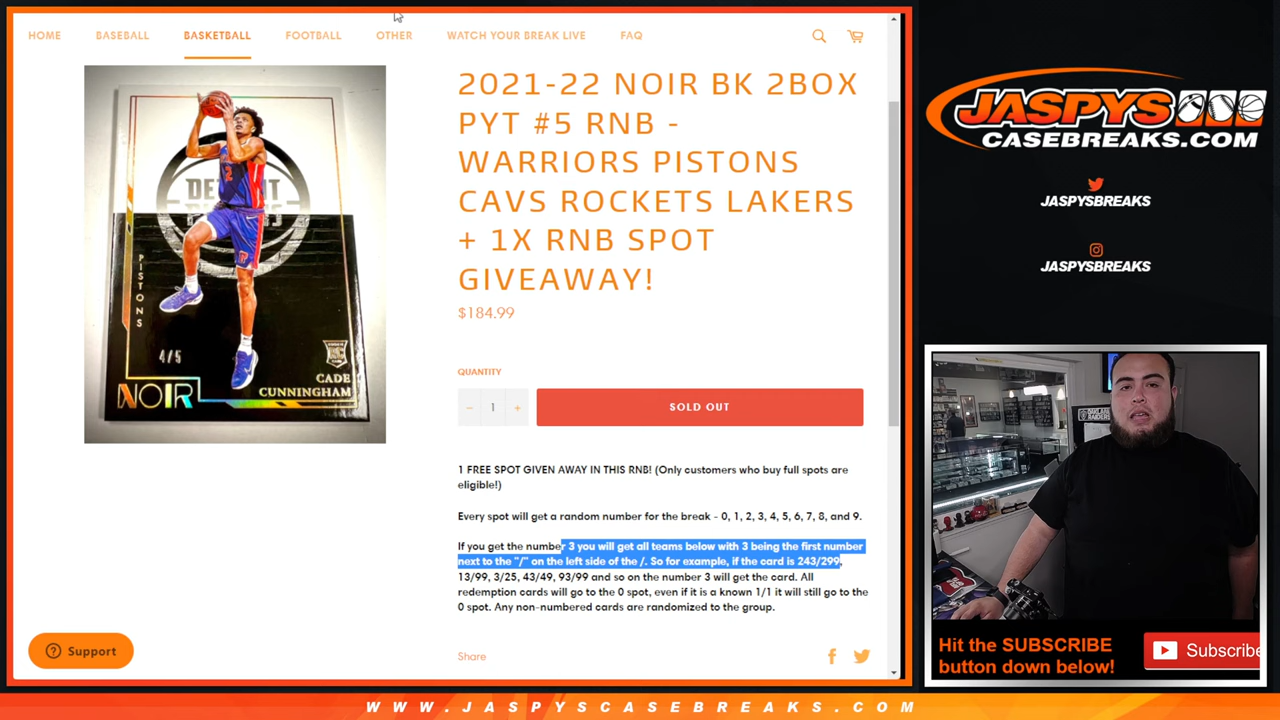 HOME BASEBALL BASKETBALL FOOTBALL OTHER WATCH YOUR BREAK LIVE FAQ
2021-22 NOIR BK 2BOX
PYT #5 RNB -
WARRIORS PISTONS
CAVS ROCKETS LAKERS
+ 1X RNB SPOT
GIVEAWAY!
$184.99
QUANTITY
− 1 +
SOLD OUT
1 FREE SPOT GIVEN AWAY IN THIS RNB! (Only customers who buy full spots are
eligible!)
Every spot will get a random number for the break - 0, 1, 2, 3, 4, 5, 6, 7, 8, and 9.
If you get the number 3 you will get all teams below with 3 being the first number
next to the "/" on the left side of the /. So for example, if the card is 243/299,
13/99, 3/25, 43/49, 93/99 and so on the number 3 will get the card. All
redemption cards will go to the 0 spot, even if it is a known 1/1 it will still go to the
0 spot. Any non-numbered cards are randomized to the group.
Share
Support
PISTONS
4/5
NOIR
CADE
CUNNINGHAM
JASPYS
CASEBREAKS.COM
JASPYSBREAKS
JASPYSBREAKS
Hit the SUBSCRIBE
button down below!
Subscribe
WWW.JASPYSCASEBREAKS.COM